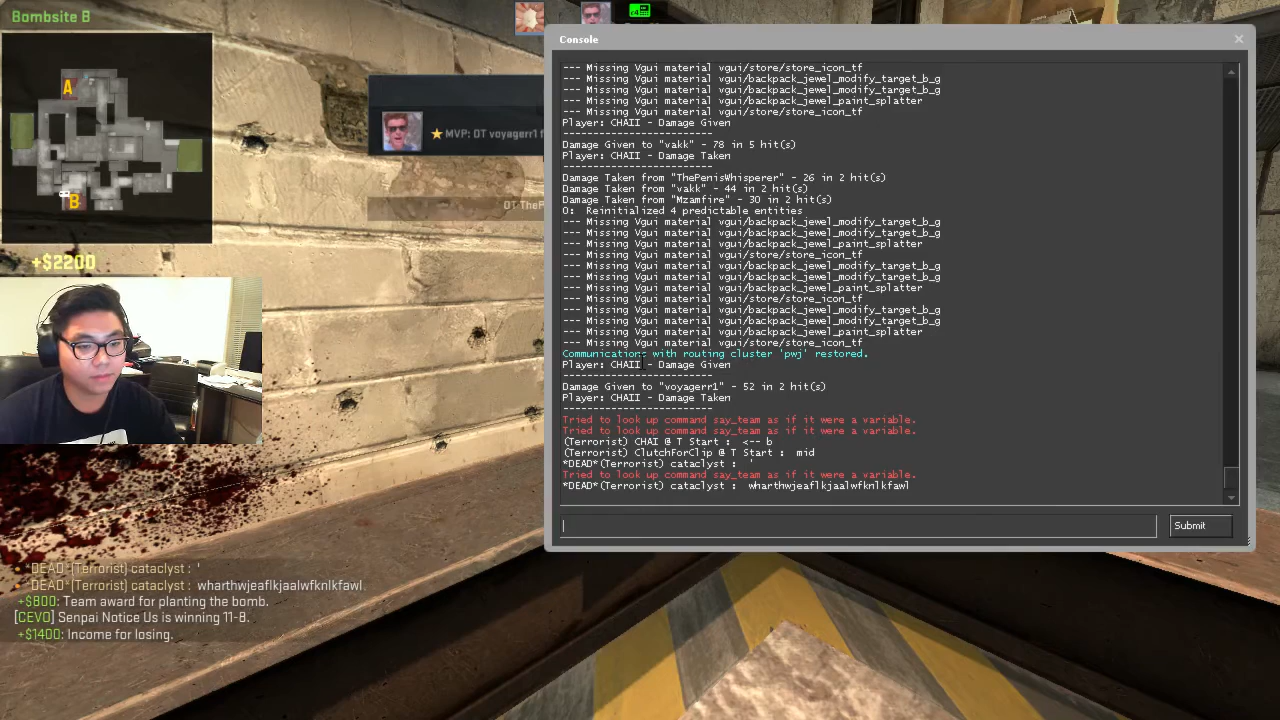 Bombsite B
A
B
+$2200
MVP: OT voyagerr1 f
OT TheP
Console
--- Missing Vgui material vgui/store/store_icon_tf
--- Missing Vgui material vgui/backpack_jewel_modify_target_b_g
--- Missing Vgui material vgui/backpack_jewel_modify_target_b_g
--- Missing Vgui material vgui/backpack_jewel_paint_splatter
--- Missing Vgui material vgui/store/store_icon_tf
Player: CHAII - Damage Given
-------------------------
Damage Given to "vakk" - 78 in 5 hit(s)
Player: CHAII - Damage Taken
-------------------------
Damage Taken from "ThePenisWhisperer" - 26 in 2 hit(s)
Damage Taken from "vakk" - 44 in 2 hit(s)
Damage Taken from "Mzamfire" - 30 in 2 hit(s)
0:  Reinitialized 4 predictable entities
--- Missing Vgui material vgui/backpack_jewel_modify_target_b_g
--- Missing Vgui material vgui/backpack_jewel_modify_target_b_g
--- Missing Vgui material vgui/backpack_jewel_paint_splatter
--- Missing Vgui material vgui/store/store_icon_tf
--- Missing Vgui material vgui/backpack_jewel_modify_target_b_g
--- Missing Vgui material vgui/backpack_jewel_modify_target_b_g
--- Missing Vgui material vgui/backpack_jewel_paint_splatter
--- Missing Vgui material vgui/store/store_icon_tf
--- Missing Vgui material vgui/backpack_jewel_modify_target_b_g
--- Missing Vgui material vgui/backpack_jewel_modify_target_b_g
--- Missing Vgui material vgui/backpack_jewel_paint_splatter
--- Missing Vgui material vgui/store/store_icon_tf
Communications with routing cluster 'pwj' restored.
Player: CHAII - Damage Given
-------------------------
Damage Given to "voyagerr1" - 52 in 2 hit(s)
Player: CHAII - Damage Taken
-------------------------
Tried to look up command say_team as if it were a variable.
Tried to look up command say_team as if it were a variable.
(Terrorist) CHAI @ T Start :  <-- b
(Terrorist) ClutchForClip @ T Start :  mid
*DEAD*(Terrorist) cataclyst :  '
Tried to look up command say_team as if it were a variable.
*DEAD*(Terrorist) cataclyst :  wharthwjeaflkjaalwfknlkfawl
Submit
*DEAD*(Terrorist) cataclyst :  '
*DEAD*(Terrorist) cataclyst :  wharthwjeaflkjaalwfknlkfawl
+$800: Team award for planting the bomb.
[CEVO] Senpai Notice Us is winning 11-8.
+$1400: Income for losing.